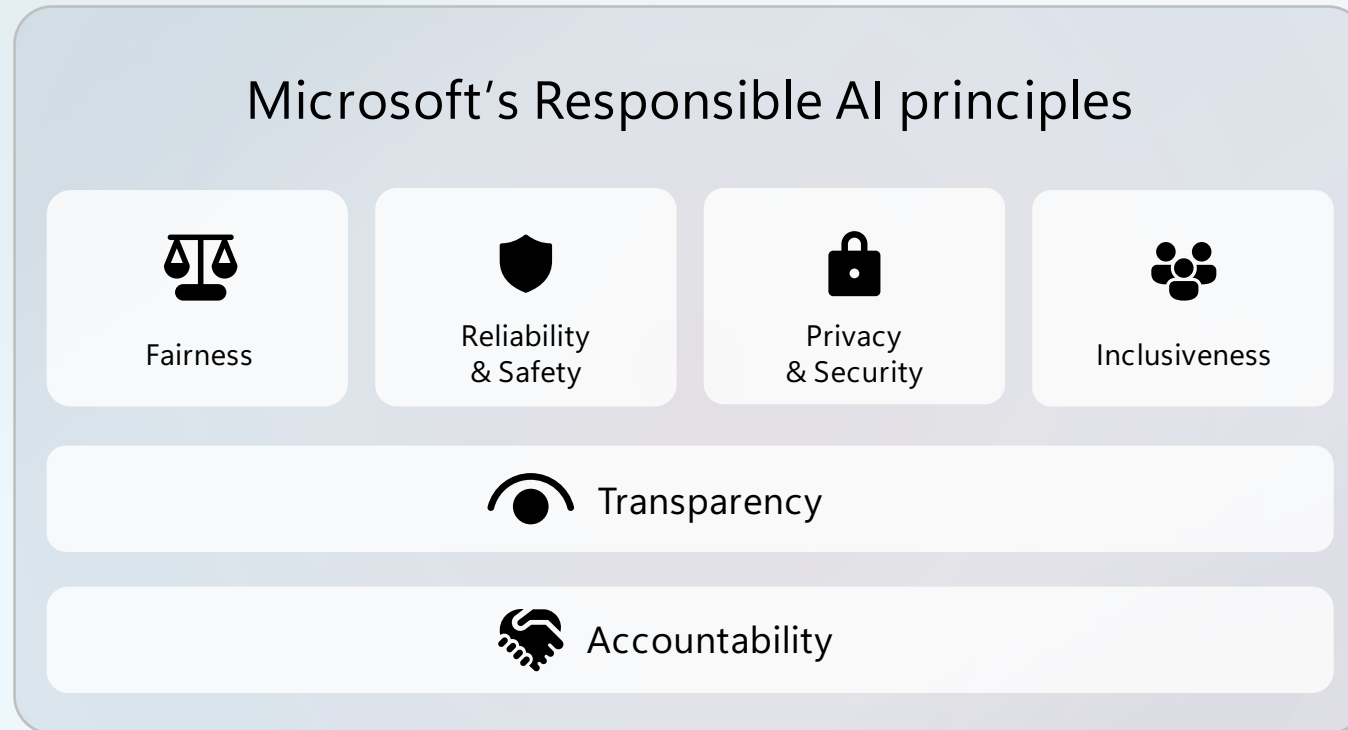 Microsoft's Responsible AI principles
Fairness
Reliability
& Safety
Privacy
& Security
Inclusiveness
Transparency
Accountability